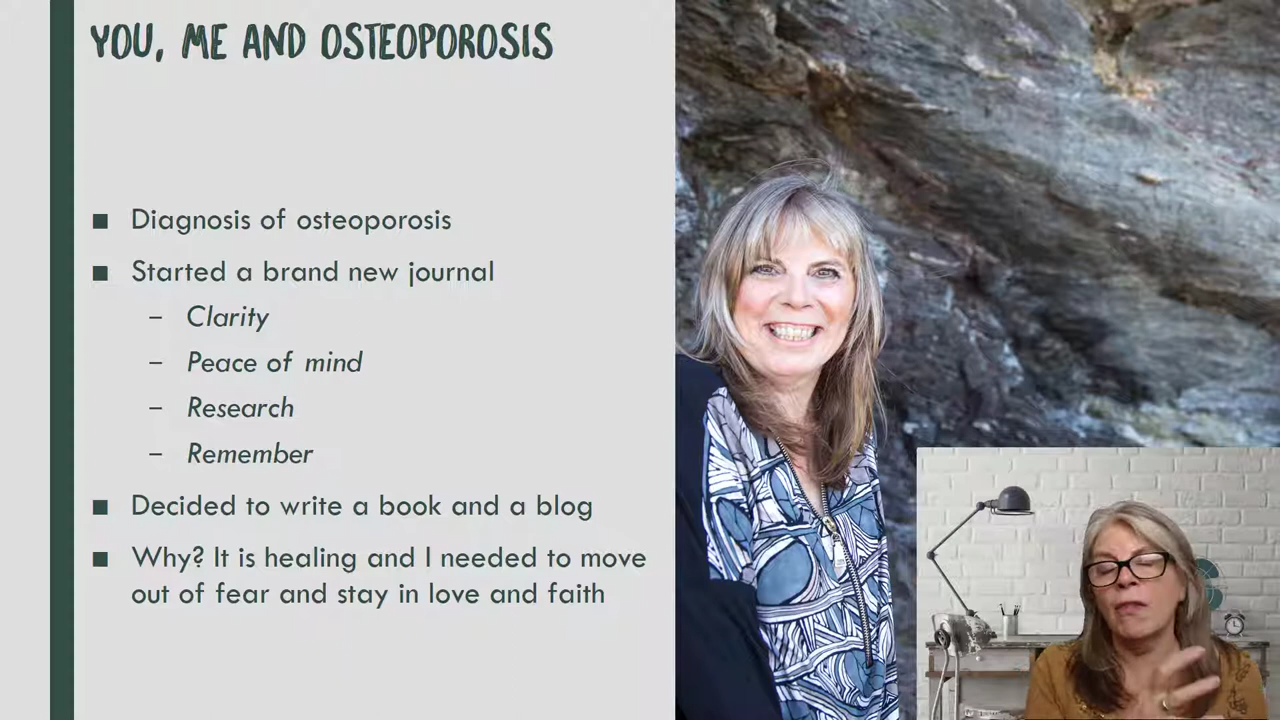 YOU, ME AND OSTEOPOROSIS
■ Diagnosis of osteoporosis
■ Started a brand new journal
– Clarity
– Peace of mind
– Research
– Remember
■ Decided to write a book and a blog
■ Why? It is healing and I needed to move
out of fear and stay in love and faith